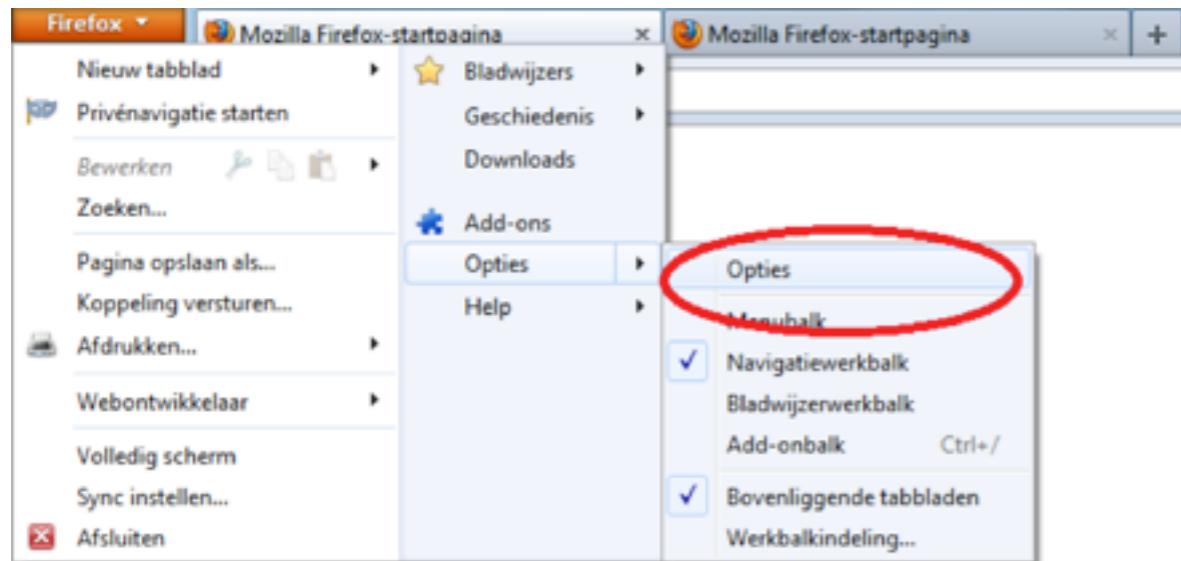 Firefox
Mozilla Firefox-startpagina
Mozilla Firefox-startpagina
Nieuw tabblad
Privénavigatie starten
Bewerken
Zoeken...
Pagina opslaan als...
Koppeling versturen...
Afdrukken...
Webontwikkelaar
Volledig scherm
Sync instellen...
Afsluiten
Bladwijzers
Geschiedenis
Downloads
Add-ons
Opties
Help
Opties
Menubalk
Navigatiewerkbalk
Bladwijzerwerkbalk
Add-onbalk Ctrl+/
Bovenliggende tabbladen
Werkbalkindeling...